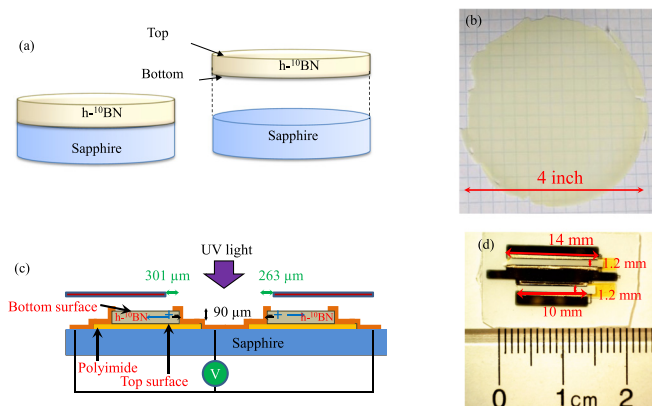 (a)
Top
Bottom
h-¹⁰BN
h-¹⁰BN
Sapphire
Sapphire
(b)
4 inch
(c)
UV light
301 µm
263 µm
Bottom surface
90 µm
h-¹⁰BN
+
h-¹⁰BN
+
Sapphire
Polyimide
Top surface
V
(d)
14 mm
1.2 mm
1.2 mm
10 mm
0 1cm 2